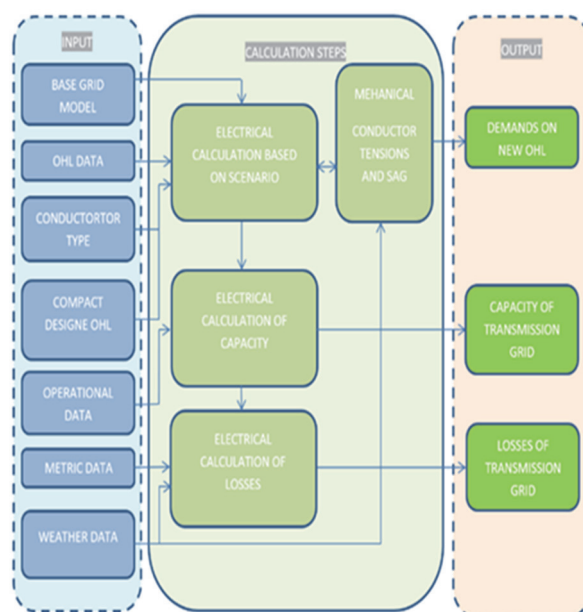 INPUT
BASE GRID
MODEL
OHL DATA
CONDUCTORTOR
TYPE
COMPACT
DESIGNE OHL
OPERATIONAL
DATA
METRIC DATA
WEATHER DATA
CALCULATION STEPS
ELECTRICAL
CALCULATION BASED
ON SCENARIO
MEHANICAL
CONDUCTOR
TENSIONS
AND SAG
ELECTRICAL
CALCULATION OF
CAPACITY
ELECTRICAL
CALCULATION OF
LOSSES
OUTPUT
DEMANDS ON
NEW OHL
CAPACITY OF
TRANSMISSION
GRID
LOSSES OF
TRANSMISSION
GRID